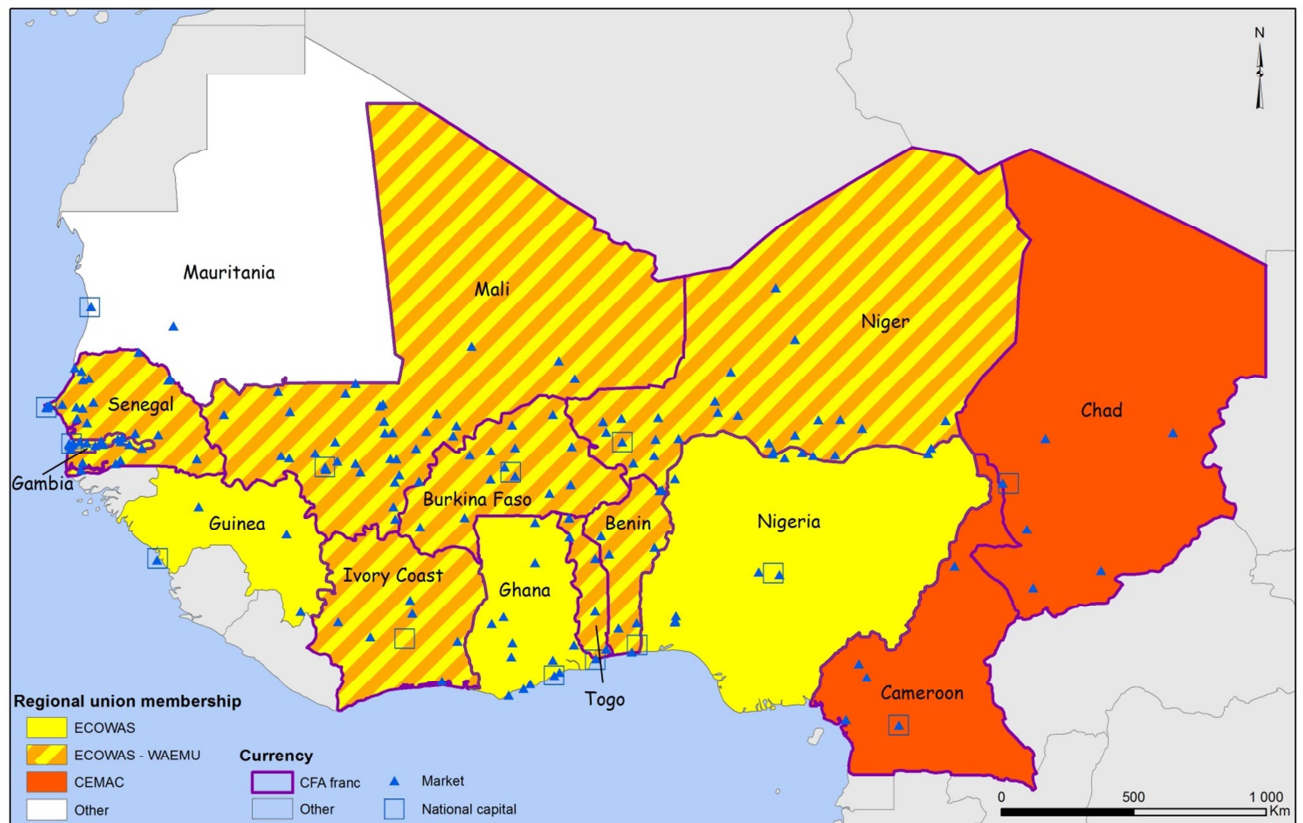 N
Mauritania
Mali
Niger
Senegal
Chad
Gambia
Burkina Faso
Guinea
Benin
Nigeria
Ivory Coast
Ghana
Togo
Cameroon
Regional union membership
ECOWAS
ECOWAS - WAEMU
CEMAC
Other
Currency
CFA franc
Other
Market
National capital
0 500 1 000
Km